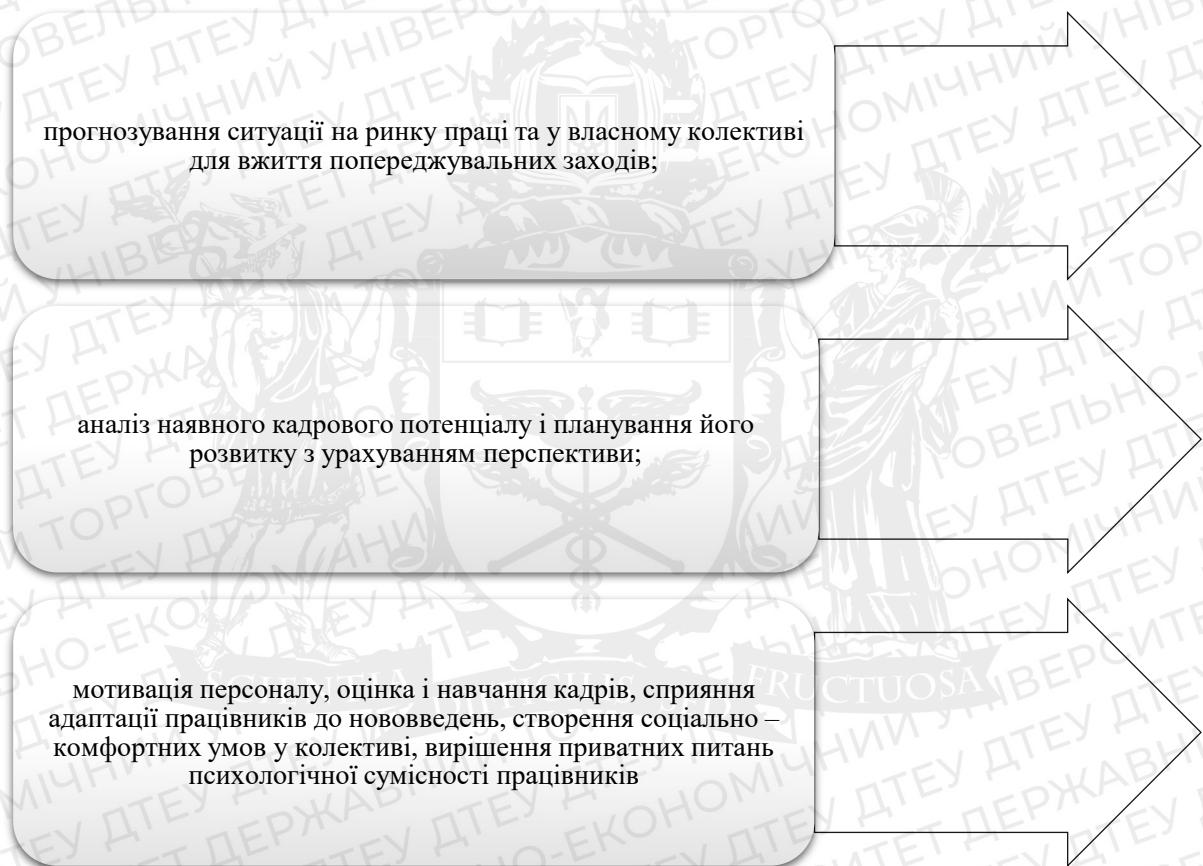 прогнозування ситуації на ринку праці та у власному колективі
для вжиття попереджувальних заходів;
аналіз наявного кадрового потенціалу і планування його
розвитку з урахуванням перспективи;
мотивація персоналу, оцінка і навчання кадрів, сприяння
адаптації працівників до нововведень, створення соціально –
комфортних умов у колективі, вирішення приватних питань
психологічної сумісності працівників